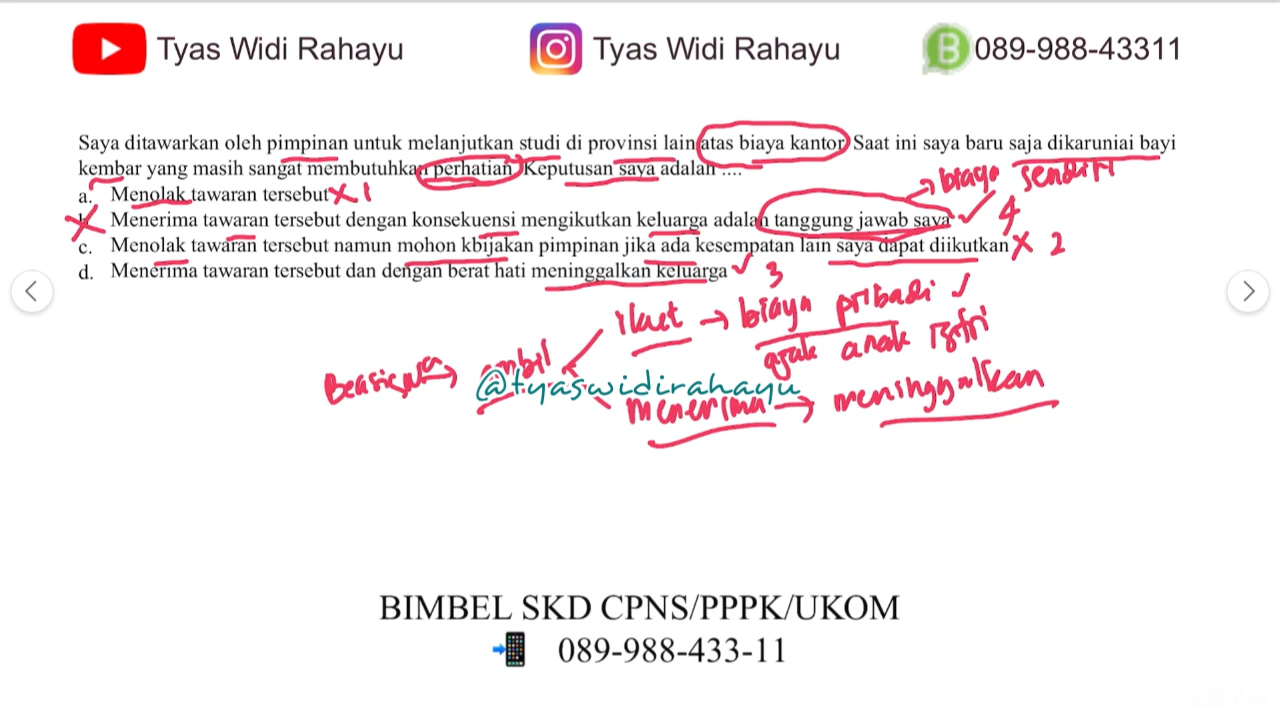 Tyas Widi Rahayu
Tyas Widi Rahayu
089-988-43311
Saya ditawarkan oleh pimpinan untuk melanjutkan studi di provinsi lain atas biaya kantor. Saat ini saya baru saja dikaruniai bayi
kembar yang masih sangat membutuhkan perhatian. Keputusan saya adalah ....
→ biaya sendiri
a. Menolak tawaran tersebut X 1
Menerima tawaran tersebut dengan konsekuensi mengikutkan keluarga adalah tanggung jawab saya ✓ 4
c. Menolak tawaran tersebut namun mohon kbijakan pimpinan jika ada kesempatan lain saya dapat diikutkan X 2
d. Menerima tawaran tersebut dan dengan berat hati meninggalkan keluarga ✓ 3
ikut → biaya pribadi ✓
ajak anak istri
Beasiswa → ambil
@tyaswidirahayu
menerima → meninggalkan
BIMBEL SKD CPNS/PPPK/UKOM
089-988-433-11